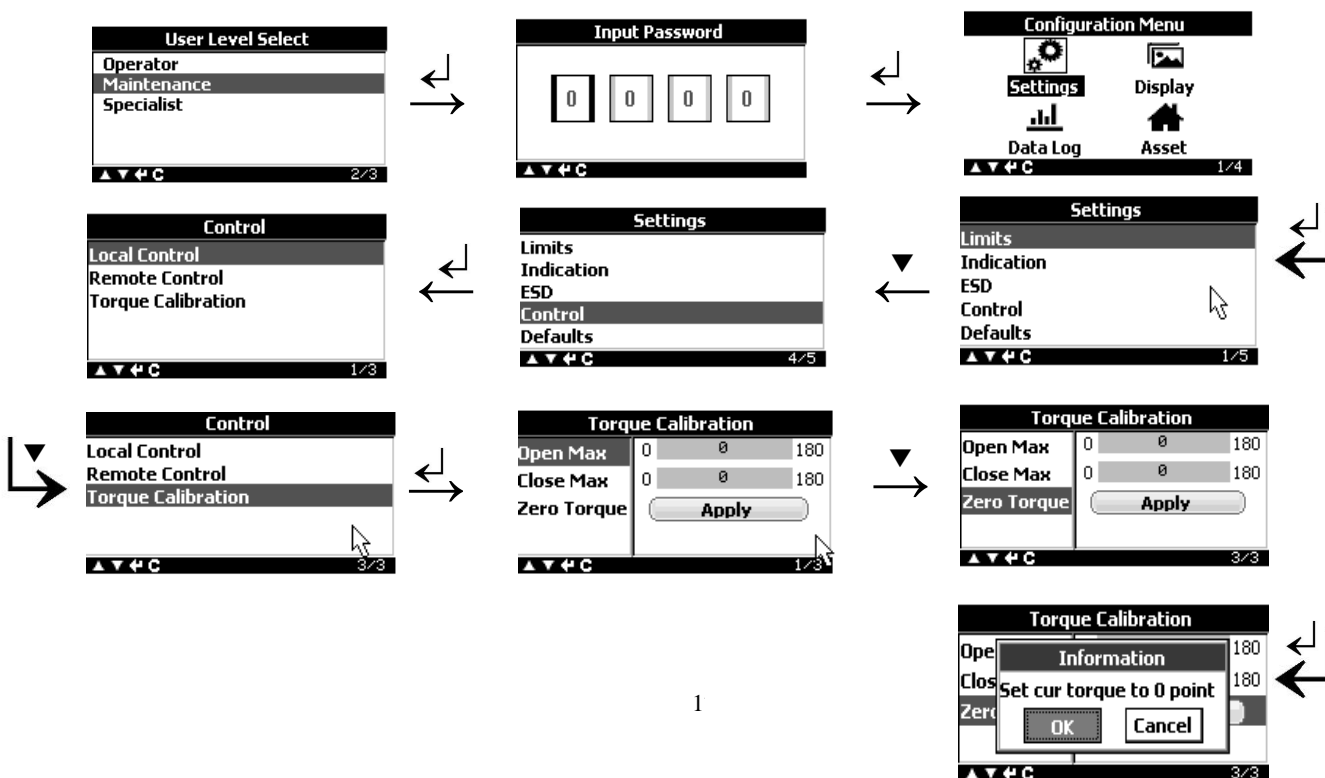 User Level Select
Operator
Maintenance
Specialist
▲ ▼ ↵ C 2/3
Input Password
0 0 0 0
▲ ▼ ↵ C
Configuration Menu
Settings Display
Data Log Asset
▲ ▼ ↵ C 1/4
Settings
Limits
Indication
ESD
Control
Defaults
▲ ▼ ↵ C 1/5
▼
Settings
Limits
Indication
ESD
Control
Defaults
▲ ▼ ↵ C 4/5
Control
Local Control
Remote Control
Torque Calibration
▲ ▼ ↵ C 1/3
▼
Control
Local Control
Remote Control
Torque Calibration
▲ ▼ ↵ C 3/3
Torque Calibration
Open Max 0 0 180
Close Max 0 0 180
Zero Torque Apply
▲ ▼ ↵ C 1/3
▼
Torque Calibration
Open Max 0 0 180
Close Max 0 0 180
Zero Torque Apply
▲ ▼ ↵ C 3/3
Torque Calibration
Ope 180
Information
Clos 180
Set cur torque to 0 point
Zero
OK Cancel
▲ ▼ ↵ C 3/3
1